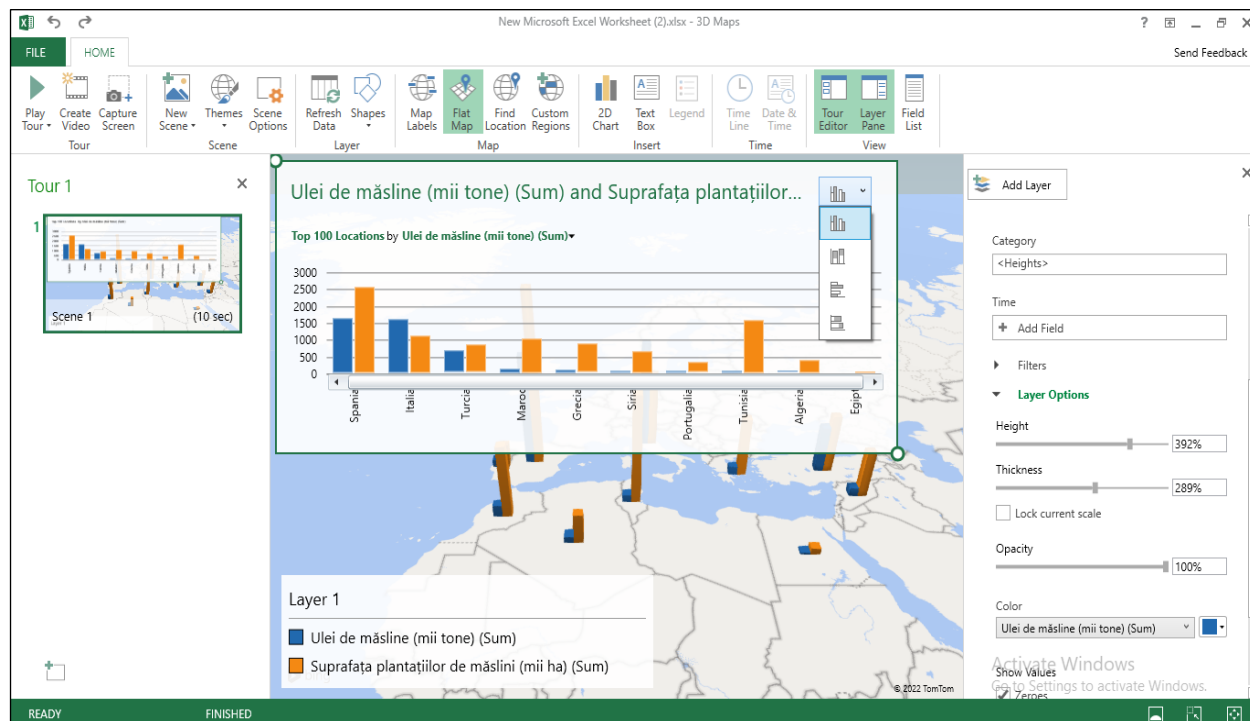 New Microsoft Excel Worksheet (2).xlsx - 3D Maps
?
FILE
HOME
Send Feedback
Play Tour
Create Video
Capture Screen
New Scene
Themes
Scene Options
Refresh Data
Shapes
Map Labels
Flat Map
Find Location
Custom Regions
2D Chart
Text Box
Legend
Time Line
Date & Time
Tour Editor
Layer Pane
Field List
Tour
Scene
Layer
Map
Insert
Time
View
Tour 1
1
Scene 1
(10 sec)
Ulei de măsline (mii tone) (Sum) and Suprafața plantațiilor...
Top 100 Locations by Ulei de măsline (mii tone) (Sum)
3000
2500
2000
1500
1000
500
0
Spania
Italia
Turcia
Maroc
Grecia
Siria
Portugalia
Tunisia
Algeria
Egipt
Layer 1
Ulei de măsline (mii tone) (Sum)
Suprafața plantațiilor de măslini (mii ha) (Sum)
© 2022 TomTom
Add Layer
Category
<Heights>
Time
Add Field
Filters
Layer Options
Height
392%
Thickness
289%
Lock current scale
Opacity
100%
Color
Ulei de măsline (mii tone) (Sum)
Activate Windows
Show Values
Go to Settings to activate Windows.
Zeroes
READY
FINISHED